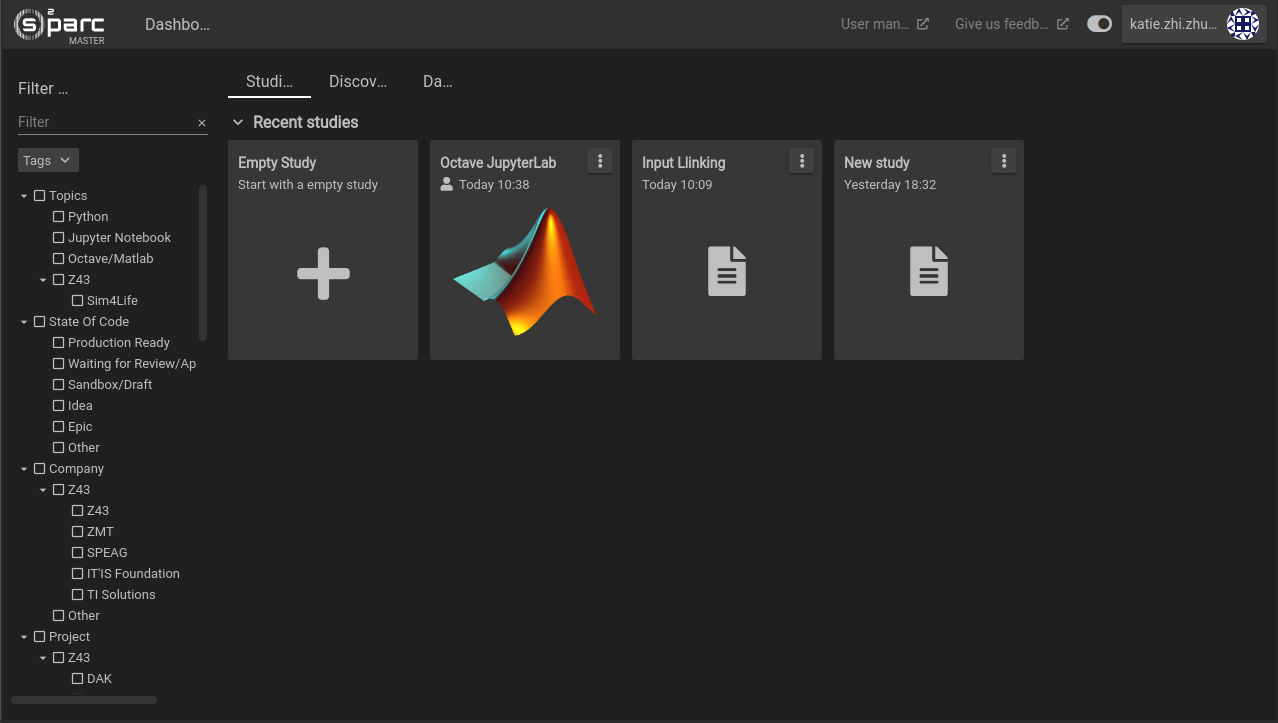 s parc 2
MASTER
Dashbo...
User man...
Give us feedb...
katie.zhi.zhu...
Filter ...
Filter
Tags
Topics
Python
Jupyter Notebook
Octave/Matlab
Z43
Sim4Life
State Of Code
Production Ready
Waiting for Review/Ap
Sandbox/Draft
Idea
Epic
Other
Company
Z43
Z43
ZMT
SPEAG
IT'IS Foundation
TI Solutions
Other
Project
Z43
DAK
Studi...
Discov...
Da...
Recent studies
Empty Study
Start with a empty study
Octave JupyterLab
Today 10:38
Input Llinking
Today 10:09
New study
Yesterday 18:32